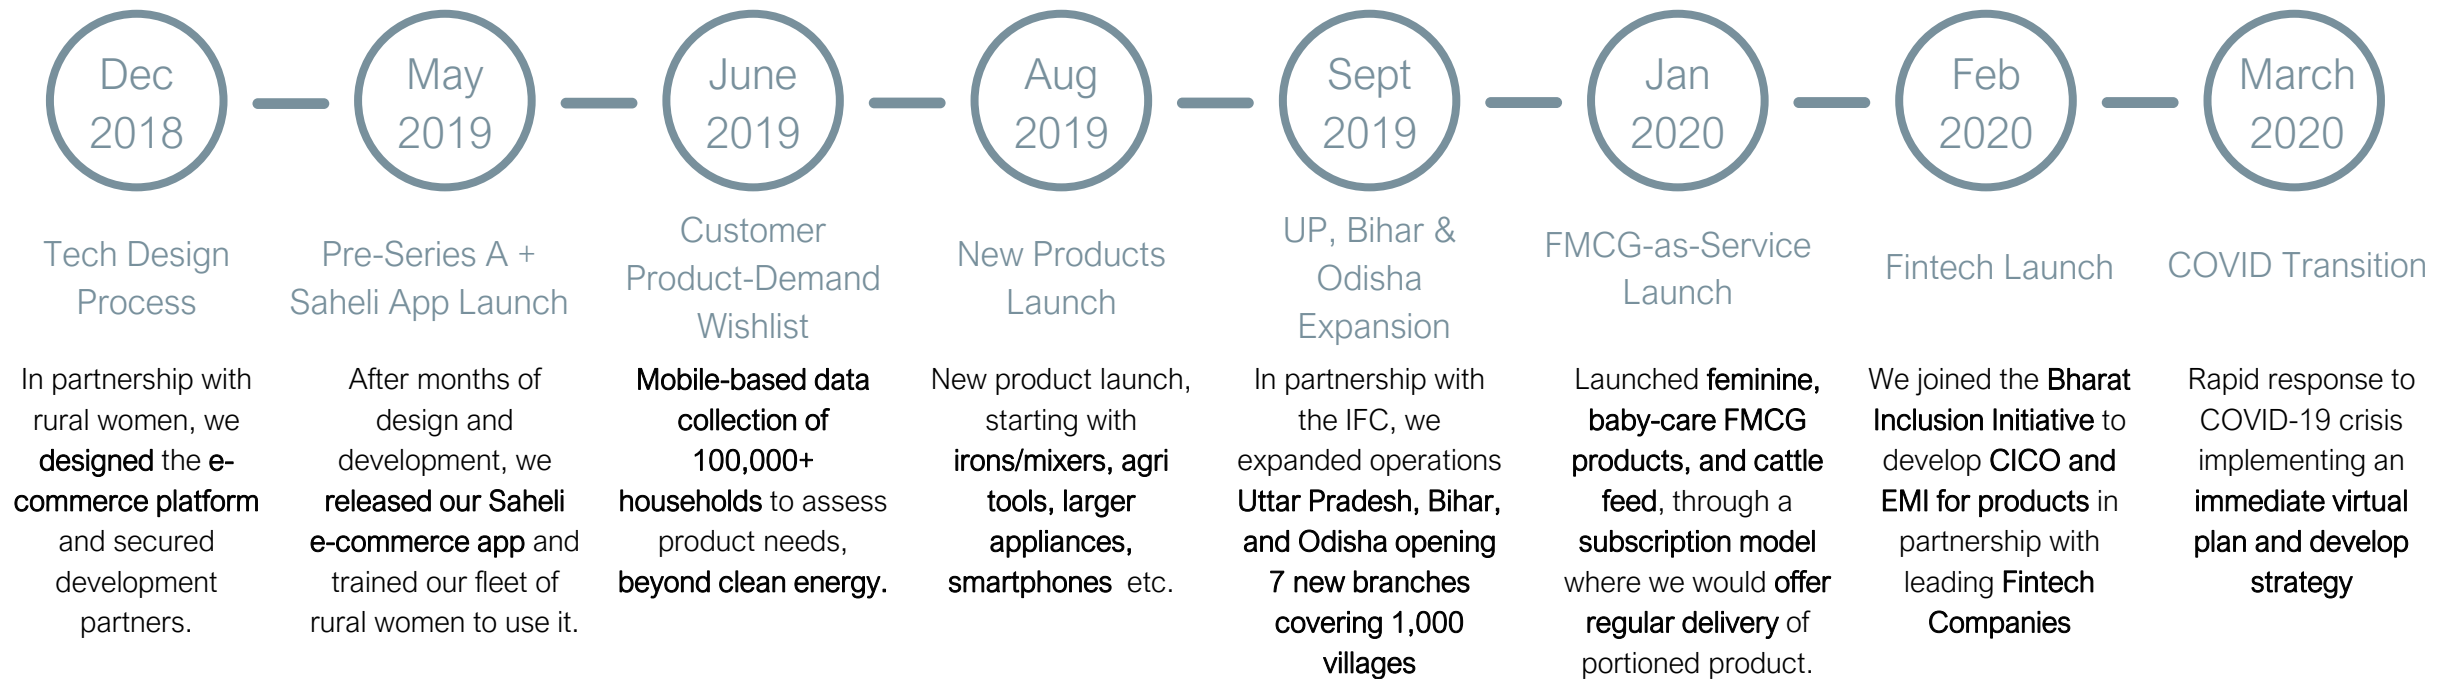 Dec
2018
Tech Design
Process
In partnership with
rural women, we
designed the e-
commerce platform
and secured
development
partners.
May
2019
Pre-Series A +
Saheli App Launch
After months of
design and
development, we
released our Saheli
e-commerce app and
trained our fleet of
rural women to use it.
June
2019
Customer
Product-Demand
Wishlist
Mobile-based data
collection of
100,000+
households to assess
product needs,
beyond clean energy.
Aug
2019
New Products
Launch
New product launch,
starting with
irons/mixers, agri
tools, larger
appliances,
smartphones etc.
Sept
2019
UP, Bihar &
Odisha
Expansion
In partnership with
the IFC, we
expanded operations
Uttar Pradesh, Bihar,
and Odisha opening
7 new branches
covering 1,000
villages
Jan
2020
FMCG-as-Service
Launch
Launched feminine,
baby-care FMCG
products, and cattle
feed, through a
subscription model
where we would offer
regular delivery of
portioned product.
Feb
2020
Fintech Launch
We joined the Bharat
Inclusion Initiative to
develop CICO and
EMI for products in
partnership with
leading Fintech
Companies
March
2020
COVID Transition
Rapid response to
COVID-19 crisis
implementing an
immediate virtual
plan and develop
strategy